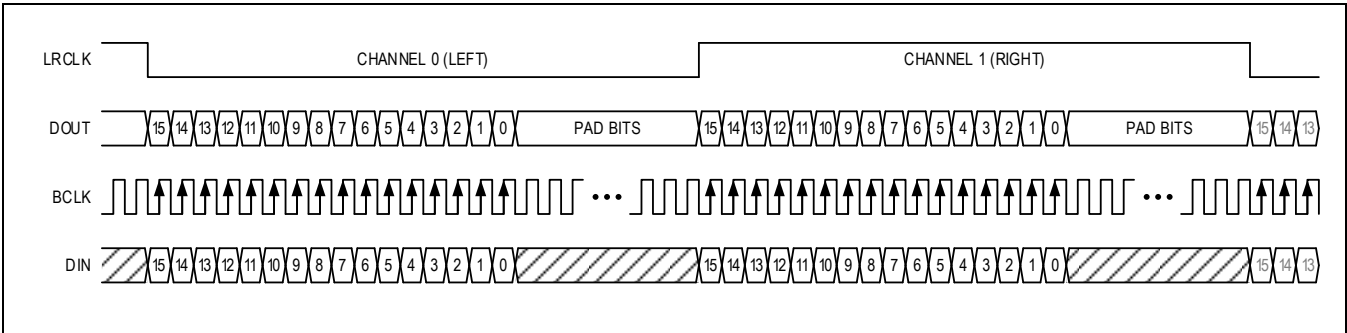 LRCLK CHANNEL 0 (LEFT) CHANNEL 1 (RIGHT)
DOUT 15 14 13 12 11 10 9 8 7 6 5 4 3 2 1 0 PAD BITS 15 14 13 12 11 10 9 8 7 6 5 4 3 2 1 0 PAD BITS 15 14 13
BCLK ••• •••
DIN 15 14 13 12 11 10 9 8 7 6 5 4 3 2 1 0 15 14 13 12 11 10 9 8 7 6 5 4 3 2 1 0 15 14 13